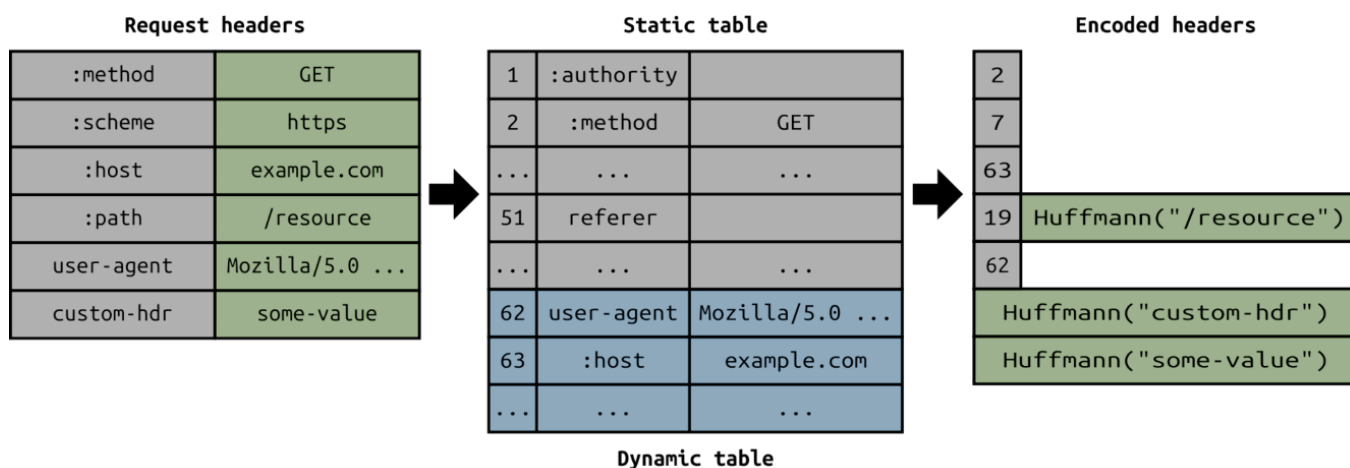 Request headers
:method GET
:scheme https
:host example.com
:path /resource
user-agent Mozilla/5.0 ...
custom-hdr some-value
Static table
1 :authority
2 :method GET
... ... ...
51 referer
... ... ...
62 user-agent Mozilla/5.0 ...
63 :host example.com
... ... ...
Dynamic table
Encoded headers
2
7
63
19 Huffmann("/resource")
62
Huffmann("custom-hdr")
Huffmann("some-value")